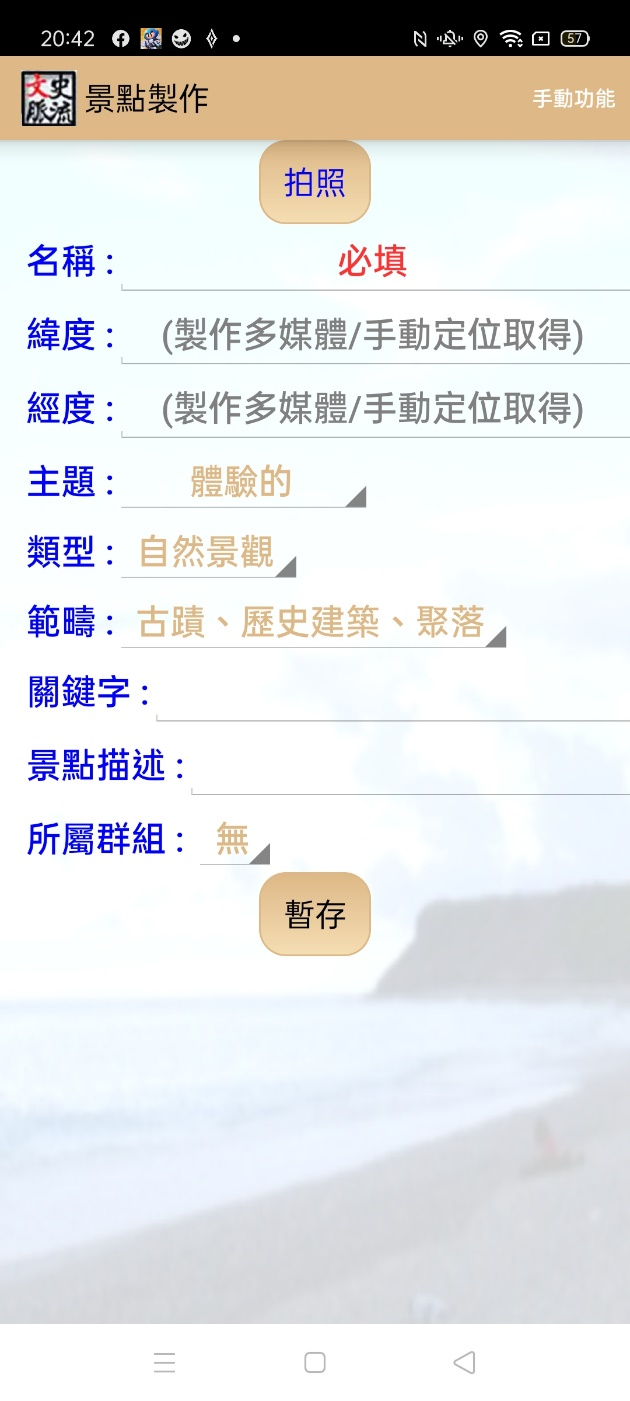 20:42 57
文史脈流 景點製作 手動功能
拍照
名稱： 必填
緯度： (製作多媒體/手動定位取得)
經度： (製作多媒體/手動定位取得)
主題： 體驗的
類型： 自然景觀
範疇： 古蹟、歷史建築、聚落
關鍵字：
景點描述：
所屬群組： 無
暫存